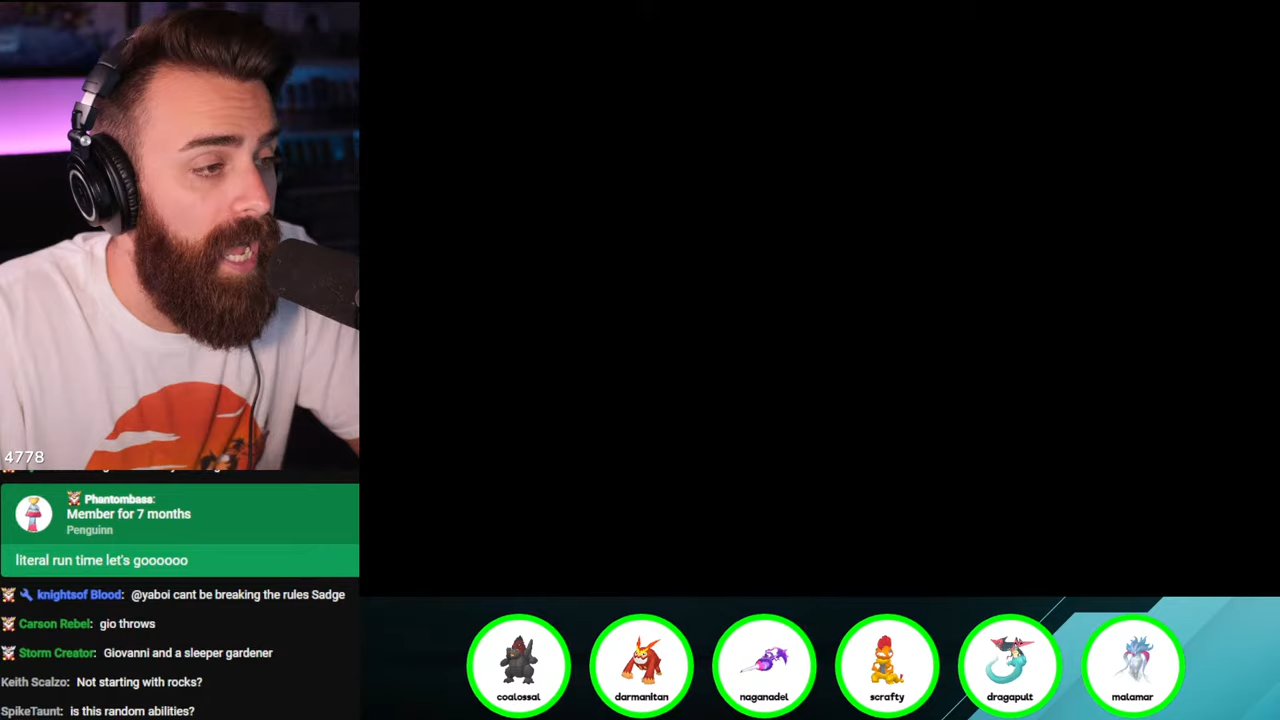 4778
Phantombass:
Member for 7 months
Penguinn
literal run time let's goooooo
knightsof Blood: @yaboi cant be breaking the rules Sadge
Carson Rebel: gio throws
Storm Creator: Giovanni and a sleeper gardener
Keith Scalzo: Not starting with rocks?
SpikeTaunt: is this random abilities?
coalossal
darmanitan
naganadel
scrafty
dragapult
malamar